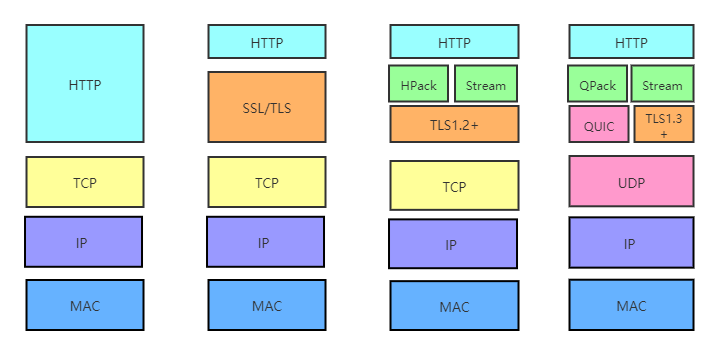 HTTP
TCP
IP
MAC
HTTP
SSL/TLS
TCP
IP
MAC
HTTP
HPack
Stream
TLS1.2+
TCP
IP
MAC
HTTP
QPack
Stream
QUIC
TLS1.3
+
UDP
IP
MAC